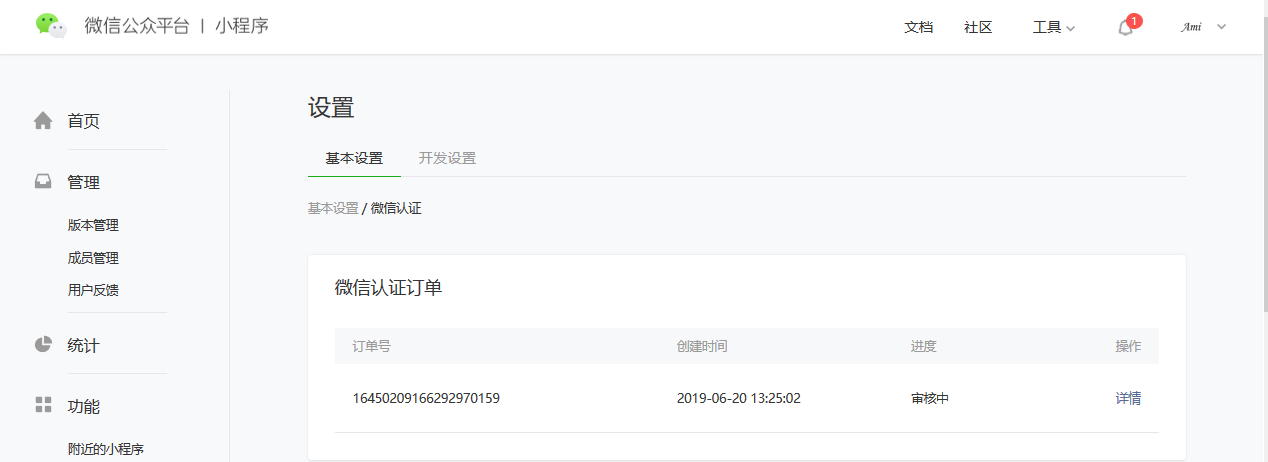 微信公众平台 | 小程序
文档 社区 工具 1 Ami
首页
管理
版本管理
成员管理
用户反馈
统计
功能
附近的小程序
设置
基本设置 开发设置
基本设置 / 微信认证
微信认证订单
订单号 创建时间 进度 操作
16450209166292970159 2019-06-20 13:25:02 审核中 详情